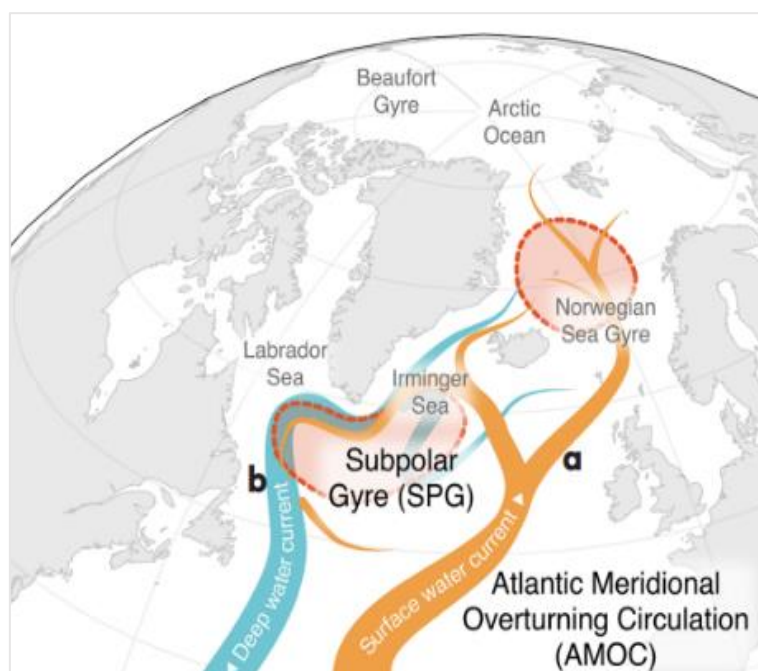 Beaufort
Gyre
Arctic
Ocean
Norwegian
Sea Gyre
Labrador
Sea
Irminger
Sea
a
b
Subpolar
Gyre (SPG)
◀ Deep water current
Surface water current ▶
Atlantic Meridional
Overturning Circulation
(AMOC)